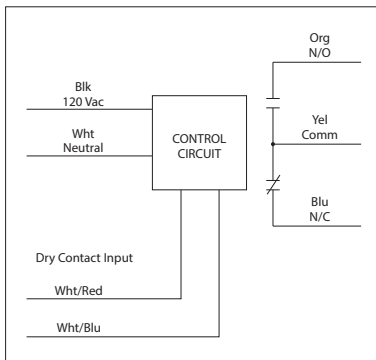 Org
N/O
Blk
120 Vac
Yel
Comm
Wht
Neutral
CONTROL
CIRCUIT
Blu
N/C
Dry Contact Input
Wht/Red
Wht/Blu